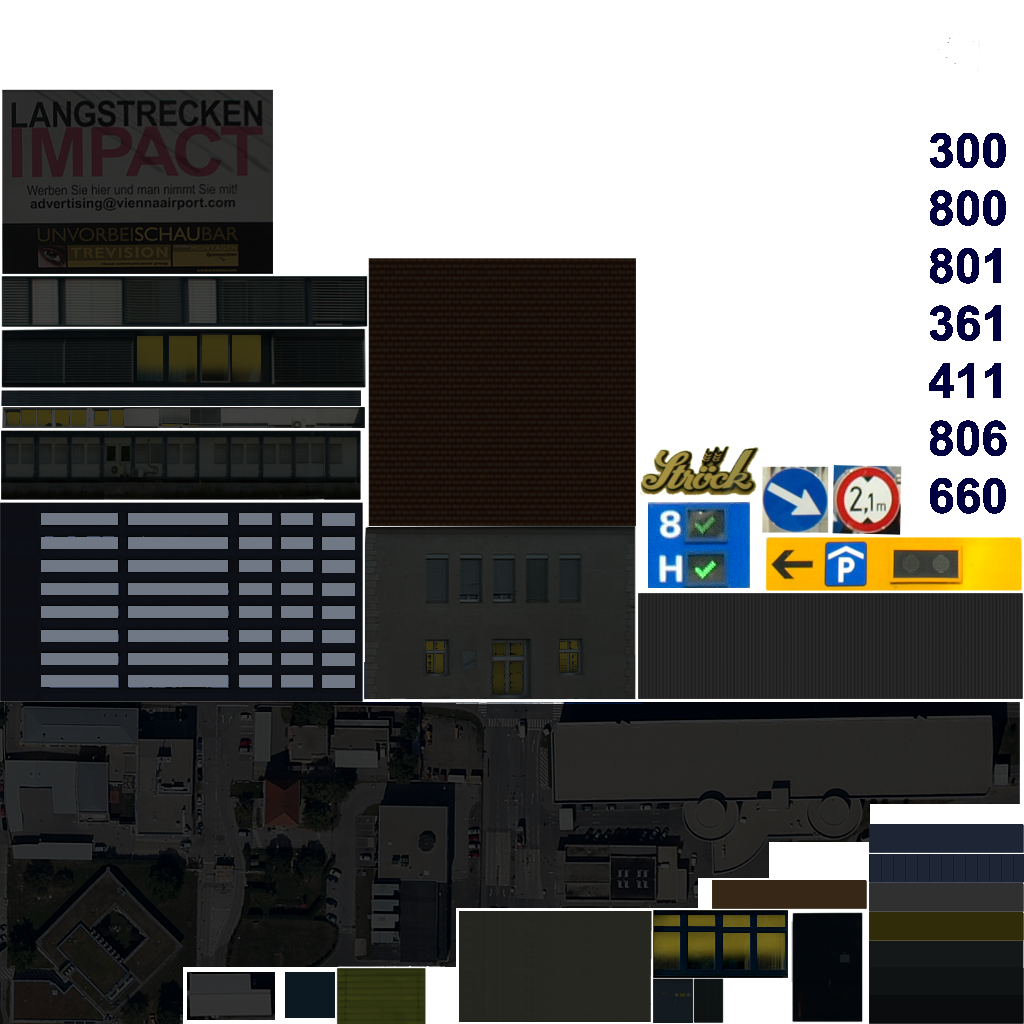 LANGSTRECKEN
IMPACT
Werben Sie hier und man nimmt Sie mit!
advertising@viennaairport.com
UNVORBEISCHAUBAR
TREVISION
300
800
801
361
411
806
660
Ströck
2,1m
8
H
P